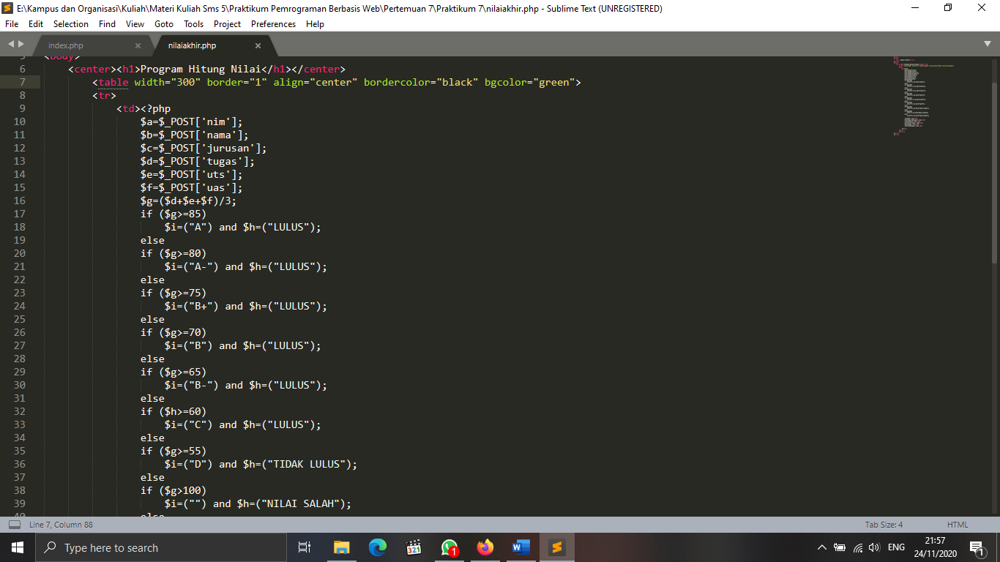 E:\Kampus dan Organisasi\Kuliah\Materi Kuliah Sms 5\Praktikum Pemrograman Berbasis Web\Pertemuan 7\Praktikum 7\nilaiakhir.php - Sublime Text (UNREGISTERED)
File Edit Selection Find View Goto Tools Project Preferences Help
index.php nilaiakhir.php
5 <body>
6 <center><h1>Program Hitung Nilai</h1></center>
7 <table width="300" border="1" align="center" bordercolor="black" bgcolor="green">
8 <tr>
9 <td><?php
10 $a=$_POST['nim'];
11 $b=$_POST['nama'];
12 $c=$_POST['jurusan'];
13 $d=$_POST['tugas'];
14 $e=$_POST['uts'];
15 $f=$_POST['uas'];
16 $g=($d+$e+$f)/3;
17 if ($g>=85)
18 $i=("A") and $h=("LULUS");
19 else
20 if ($g>=80)
21 $i=("A-") and $h=("LULUS");
22 else
23 if ($g>=75)
24 $i=("B+") and $h=("LULUS");
25 else
26 if ($g>=70)
27 $i=("B") and $h=("LULUS");
28 else
29 if ($g>=65)
30 $i=("B-") and $h=("LULUS");
31 else
32 if ($h>=60)
33 $i=("C") and $h=("LULUS");
34 else
35 if ($g>=55)
36 $i=("D") and $h=("TIDAK LULUS");
37 else
38 if ($g>100)
39 $i=("") and $h=("NILAI SALAH");
40 else
Line 7, Column 88 Tab Size: 4 HTML
Type here to search 321 1 ENG 21:57
24/11/2020 1